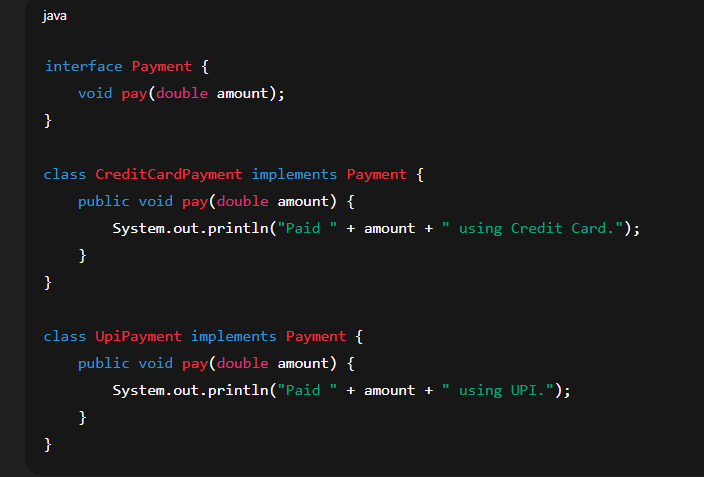 java
interface Payment {
    void pay(double amount);
}
class CreditCardPayment implements Payment {
    public void pay(double amount) {
        System.out.println("Paid " + amount + " using Credit Card.");
    }
}
class UpiPayment implements Payment {
    public void pay(double amount) {
        System.out.println("Paid " + amount + " using UPI.");
    }
}